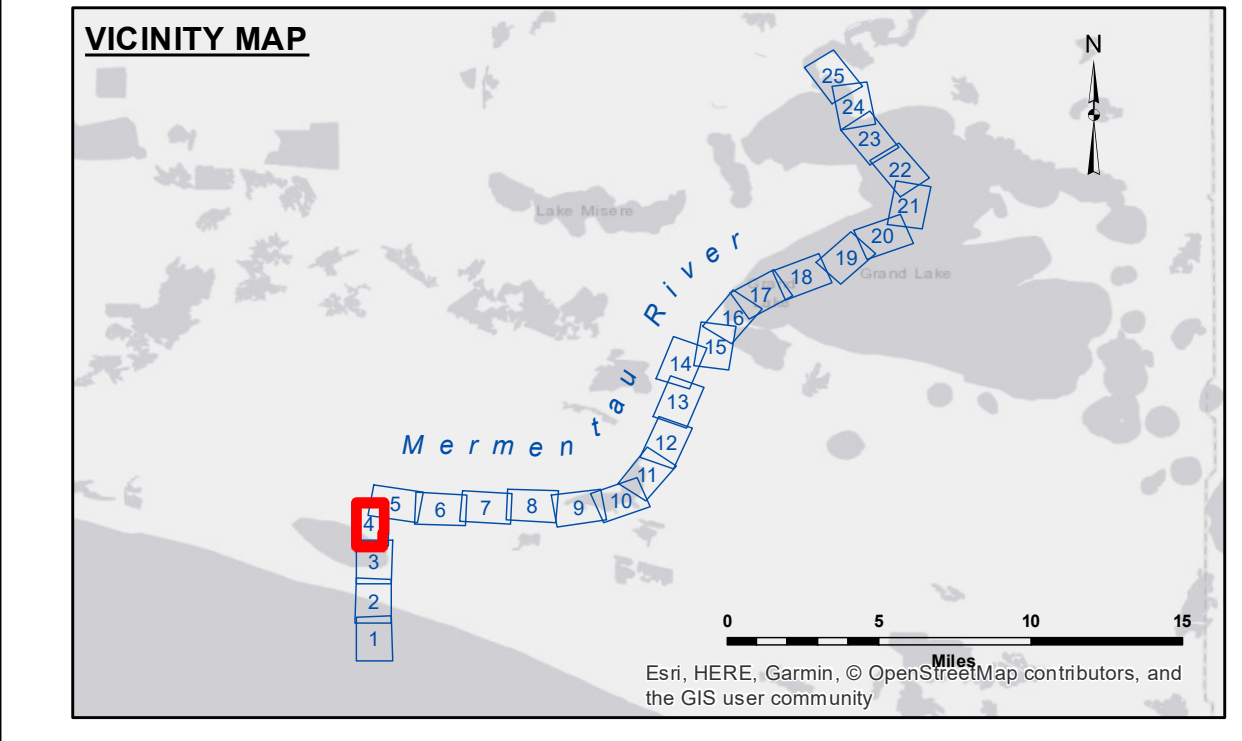 VICINITY MAP
N
25
24
23
22
Lake Misere
21
20
River
19
Grand Lake
18
17
16
15
14
13
Mermentau
12
11
5
6
7
8
9
10
4
3
2
1
0 5 10 15
Miles
Esri, HERE, Garmin, © OpenStreetMap contributors, and
the GIS user community